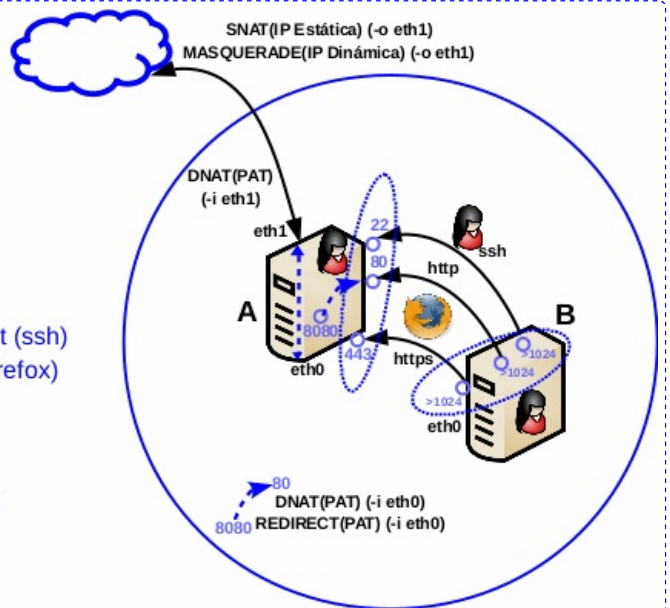 SNAT(IP Estática) (-o eth1)
MASQUERADE(IP Dinámica) (-o eth1)
DNAT(PAT)
(-i eth1)
eth1
22
ssh
80
http
A
B
8080
443
https
>1024
>1024
>1024
eth0
eth0
t (ssh)
refox)
80
DNAT(PAT) (-i eth0)
8080
REDIRECT(PAT) (-i eth0)